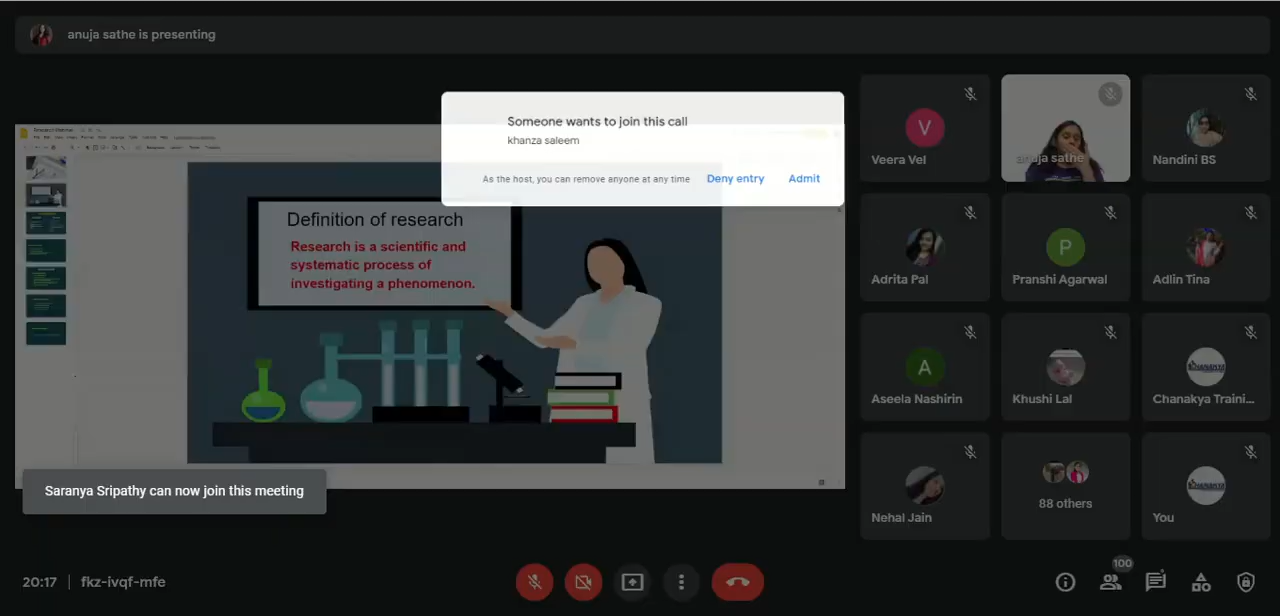 anuja sathe is presenting
Someone wants to join this call
khanza saleem
As the host, you can remove anyone at any time
Deny entry
Admit
Definition of research
Research is a scientific and
systematic process of
investigating a phenomenon.
Saranya Sripathy can now join this meeting
V
Veera Vel
anuja sathe
Nandini BS
Adrita Pal
P
Pranshi Agarwal
Adlin Tina
A
Aseela Nashirin
Khushi Lal
Chanakya Traini...
Nehal Jain
88 others
You
20:17 | fkz-ivqf-mfe
100